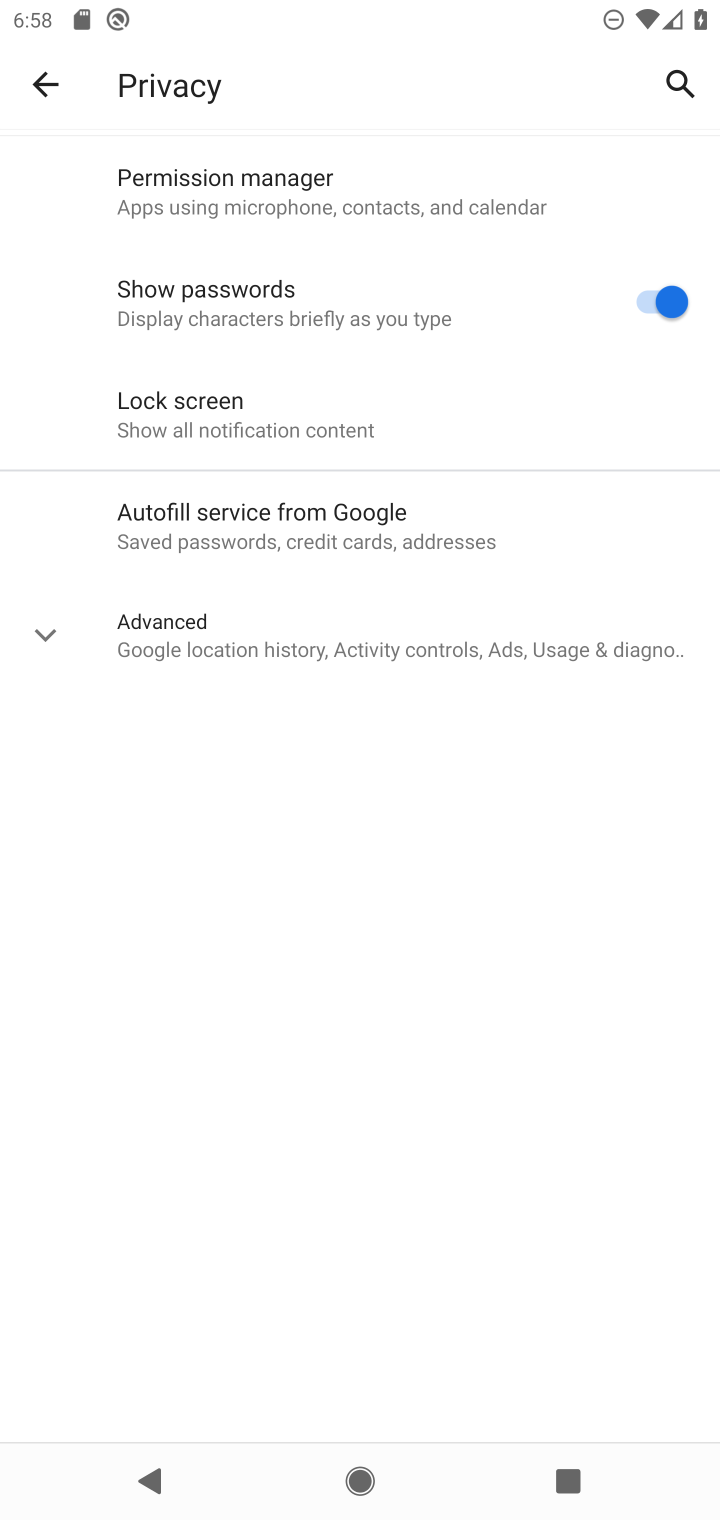 6:58
Privacy
Permission manager
Apps using microphone, contacts, and calendar
Show passwords
Display characters briefly as you type
Lock screen
Show all notification content
Autofill service from Google
Saved passwords, credit cards, addresses
Advanced
Google location history, Activity controls, Ads, Usage & diagno..